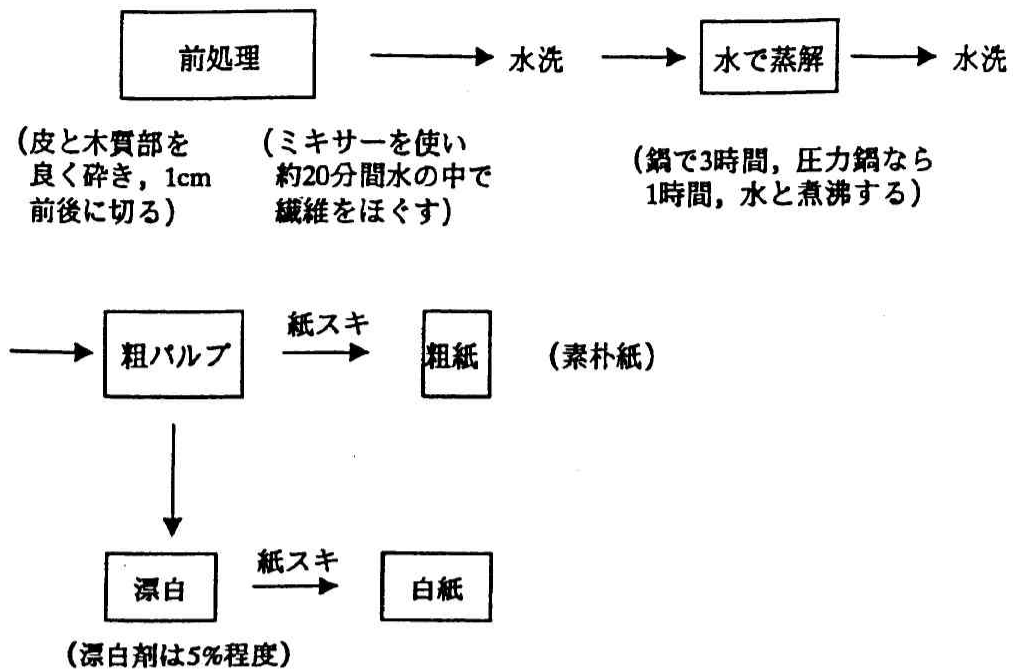 前処理
水洗
水で蒸解
水洗
(皮と木質部を
良く砕き，1cm
前後に切る)
(ミキサーを使い
約20分間水の中で
繊維をほぐす)
(鍋で3時間，圧力鍋なら
1時間，水と煮沸する)
粗パルプ
紙スキ
粗紙
(素朴紙)
漂白
紙スキ
白紙
(漂白剤は5%程度)